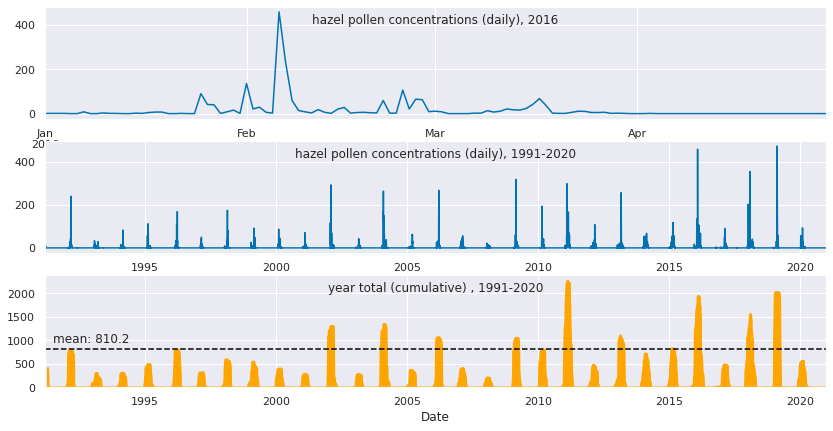 hazel pollen concentrations (daily), 2016
400
200
0
Jan Feb Mar Apr
hazel pollen concentrations (daily), 1991-2020
400
200
0
1995 2000 2005 2010 2015 2020
year total (cumulative) , 1991-2020
2000
1500
mean: 810.2
1000
500
0
1995 2000 2005 2010 2015 2020
Date